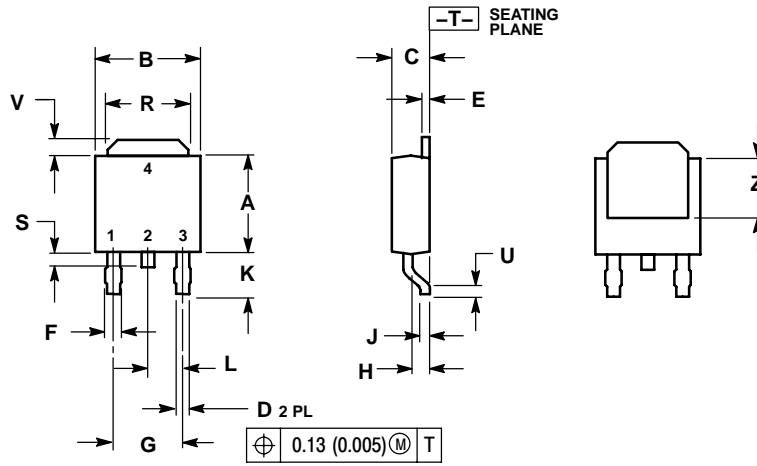 –T–
SEATING
PLANE
B
C
V
R
E
4
Z
S
A
1
2
3
K
U
F
J
L
H
D 2 PL
G
⌖ 0.13 (0.005) Ⓜ T